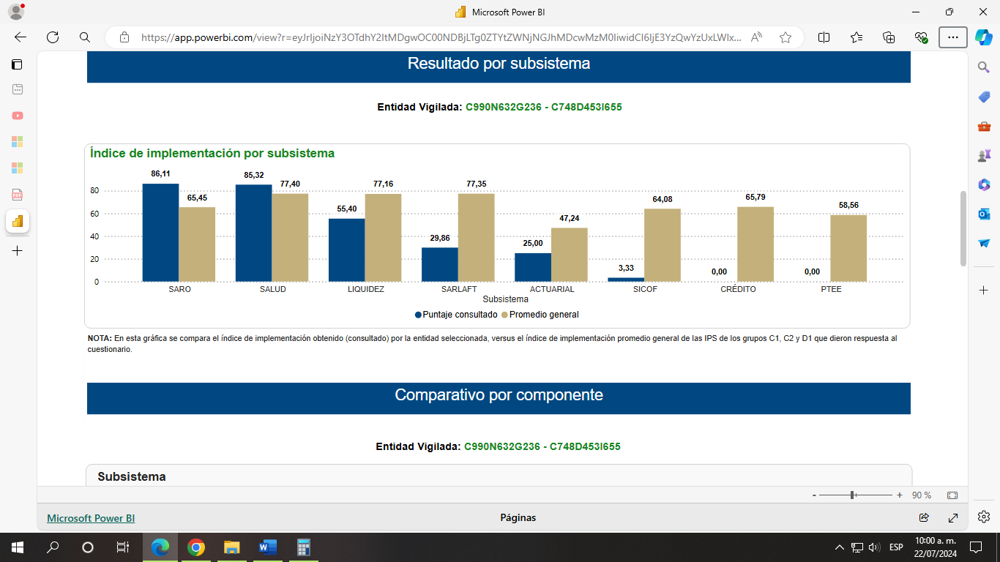 Microsoft Power BI
https://app.powerbi.com/view?r=eyJrIjoiNzY3OTdhY2ItMDgwOC00NDBjLTg0ZTYtZWNjNGJhMDcwMzM0IiwidCI6IjE3YzQwYzUxLWIx...
Resultado por subsistema
Entidad Vigilada: C990N632G236 - C748D453I655
Índice de implementación por subsistema
86,11 65,45 85,32 77,40 55,40 77,16 29,86 77,35 25,00 47,24 3,33 64,08 0,00 65,79 0,00 58,56
80
60
40
20
0
SARO SALUD LIQUIDEZ SARLAFT ACTUARIAL SICOF CRÉDITO PTEE
Subsistema
Puntaje consultado Promedio general
NOTA: En esta gráfica se compara el índice de implementación obtenido (consultado) por la entidad seleccionada, versus el índice de implementación promedio general de las IPS de los grupos C1, C2 y D1 que dieron respuesta al
cuestionario.
Comparativo por componente
Entidad Vigilada: C990N632G236 - C748D453I655
Subsistema
- + 90 %
Microsoft Power BI Páginas
ESP 10:00 a. m.
22/07/2024